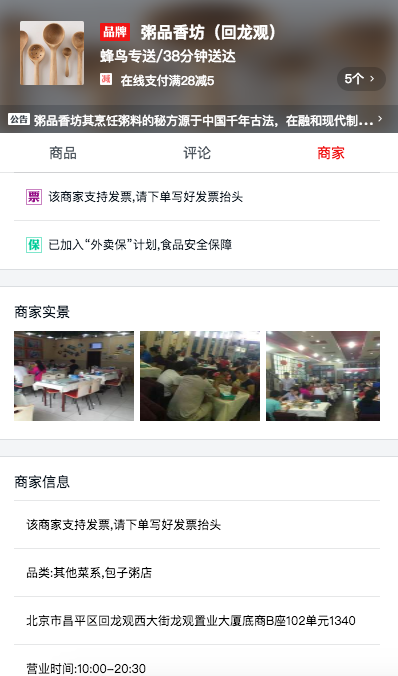 品牌 粥品香坊（回龙观）
蜂鸟专送/38分钟送达
减 在线支付满28减5
5个 >
公告 粥品香坊其烹饪粥料的秘方源于中国千年古法，在融和现代制... >
商品 评论 商家
票 该商家支持发票,请下单写好发票抬头
保 已加入“外卖保”计划,食品安全保障
商家实景
商家信息
该商家支持发票,请下单写好发票抬头
品类:其他菜系,包子粥店
北京市昌平区回龙观西大街龙观置业大厦底商B座102单元1340
营业时间:10:00-20:30